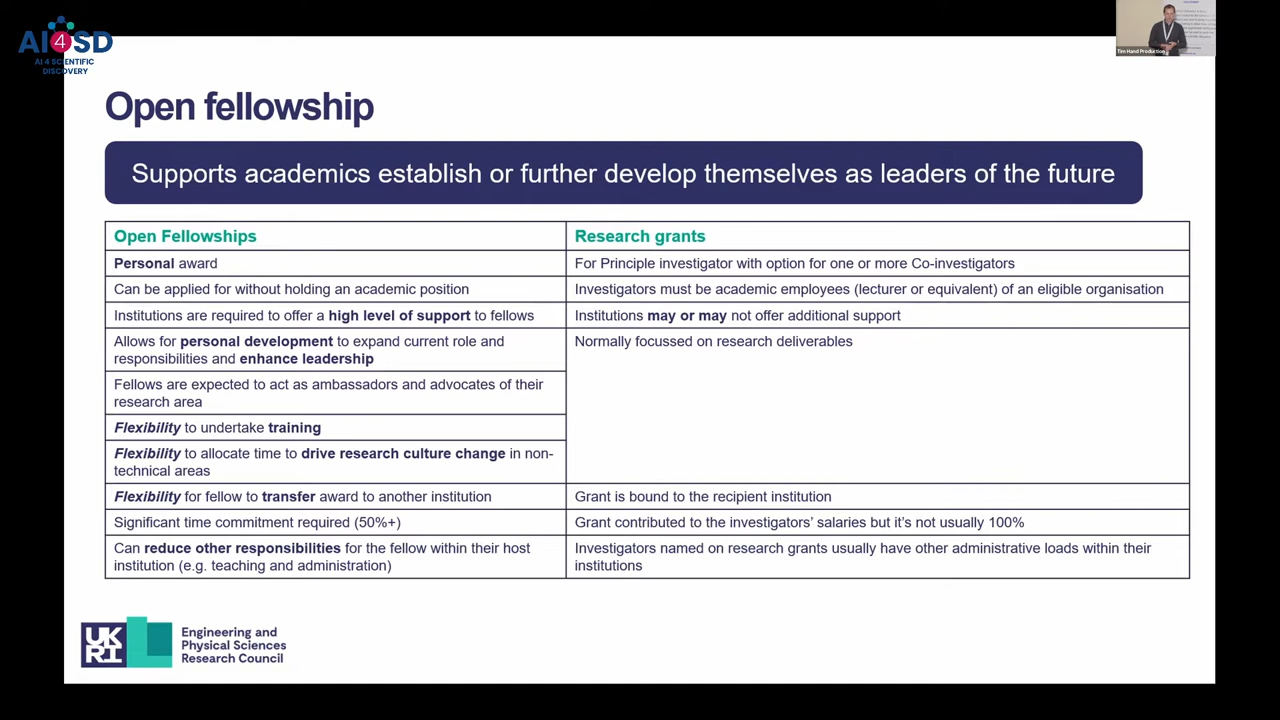 AI4SD
AI 4 SCIENTIFIC
DISCOVERY
Tim Hand Production
Open fellowship
Supports academics establish or further develop themselves as leaders of the future
Open Fellowships
Research grants
Personal award
For Principle investigator with option for one or more Co-investigators
Can be applied for without holding an academic position
Investigators must be academic employees (lecturer or equivalent) of an eligible organisation
Institutions are required to offer a high level of support to fellows
Institutions may or may not offer additional support
Allows for personal development to expand current role and
responsibilities and enhance leadership
Normally focussed on research deliverables
Fellows are expected to act as ambassadors and advocates of their
research area
Flexibility to undertake training
Flexibility to allocate time to drive research culture change in non-
technical areas
Flexibility for fellow to transfer award to another institution
Grant is bound to the recipient institution
Significant time commitment required (50%+)
Grant contributed to the investigators' salaries but it's not usually 100%
Can reduce other responsibilities for the fellow within their host
institution (e.g. teaching and administration)
Investigators named on research grants usually have other administrative loads within their
institutions
UK
RI
Engineering and
Physical Sciences
Research Council